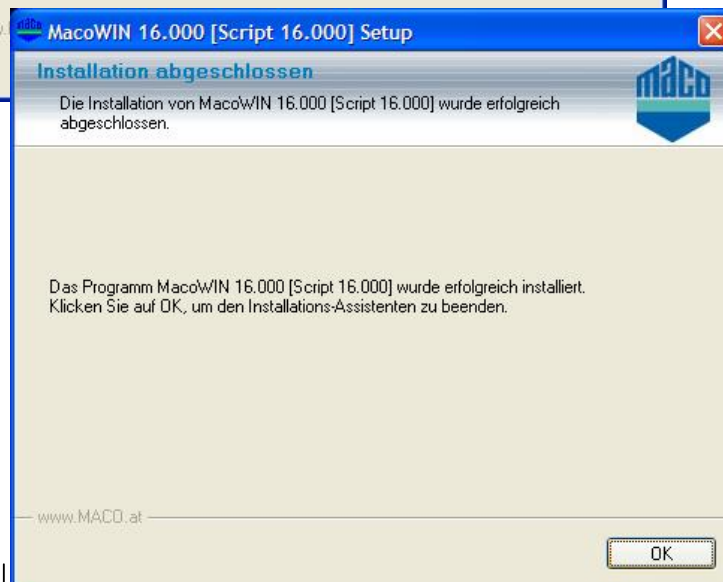 maco
MacoWIN 16.000 [Script 16.000] Setup
Installation abgeschlossen
Die Installation von MacoWIN 16.000 [Script 16.000] wurde erfolgreich
abgeschlossen.
maco
Das Programm MacoWIN 16.000 [Script 16.000] wurde erfolgreich installiert.
Klicken Sie auf OK, um den Installations-Assistenten zu beenden.
www.MACO.at
OK